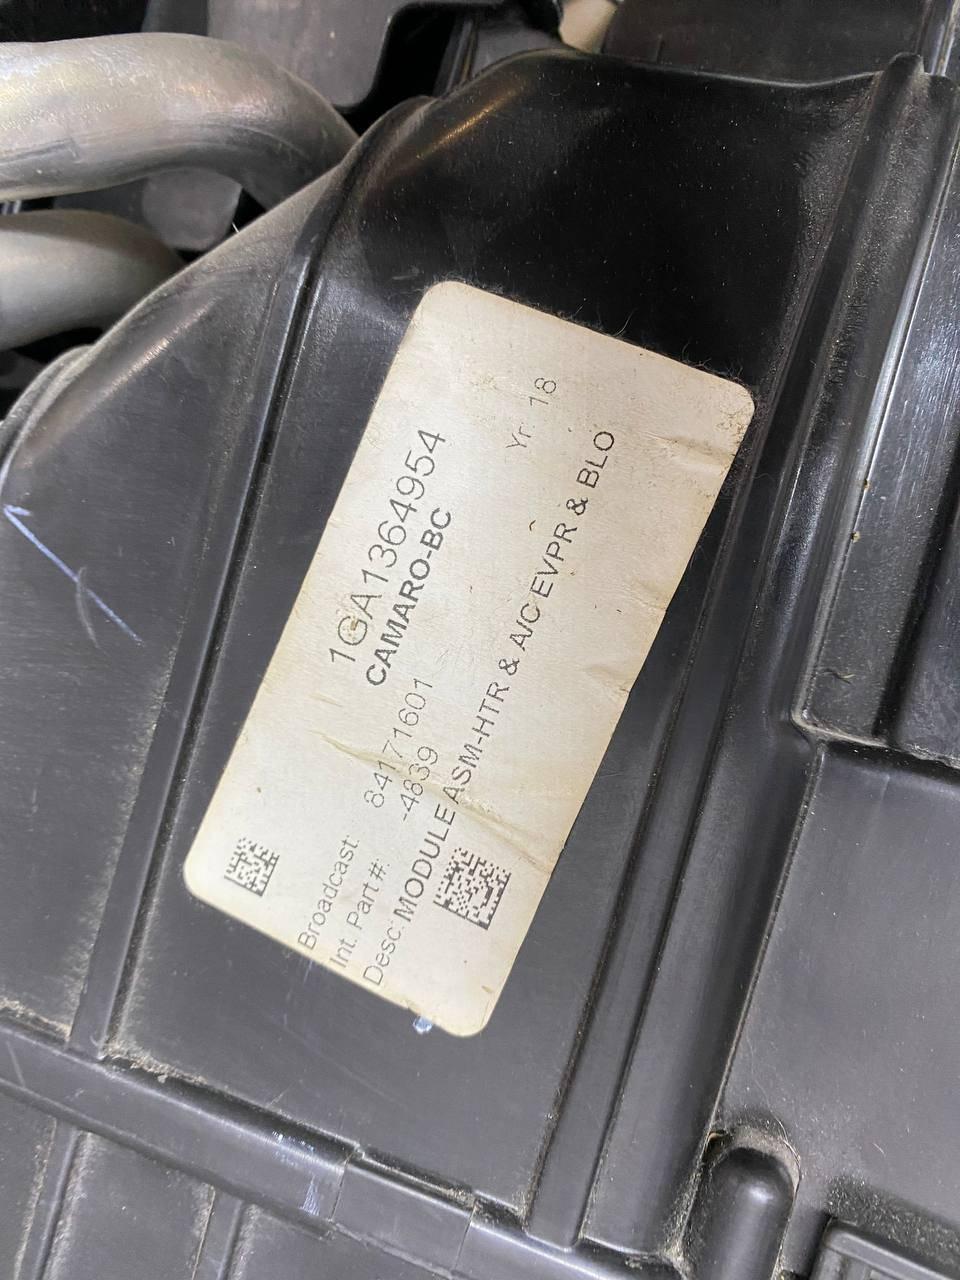 1GA1364954
CAMARO-BC
Yr: 18
Broadcast: 84171601
Int. Part #: -4839
Desc: MODULE ASM-HTR & A/C EVPR & BLO